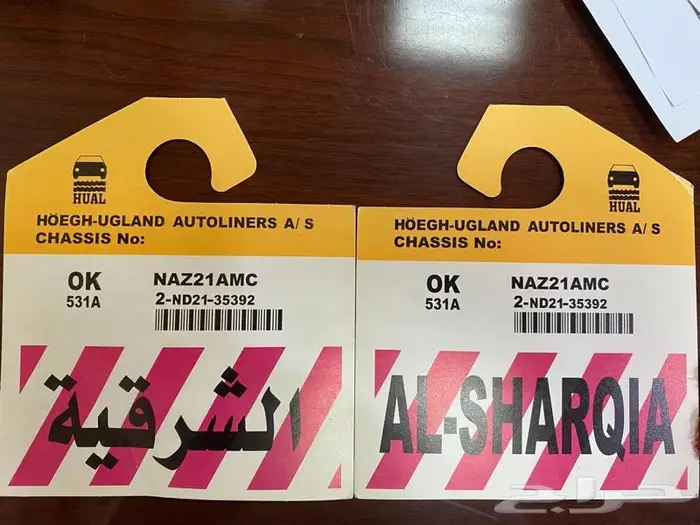 HUAL
HÖEGH-UGLAND AUTOLINERS A/S
CHASSIS No:
OK
531A
NAZ21AMC
2-ND21-35392
الشرقية
HUAL
HÖEGH-UGLAND AUTOLINERS A/S
CHASSIS No:
OK
531A
NAZ21AMC
2-ND21-35392
AL-SHARQIA
حراج